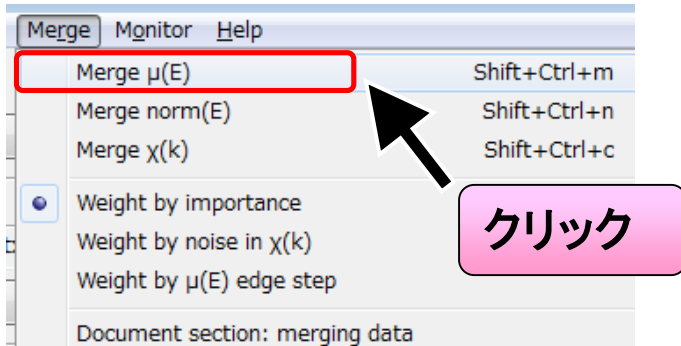 Merge Monitor Help
Merge μ(E) Shift+Ctrl+m
Merge norm(E) Shift+Ctrl+n
Merge χ(k) Shift+Ctrl+c
Weight by importance
Weight by noise in χ(k)
Weight by μ(E) edge step
Document section: merging data
クリック